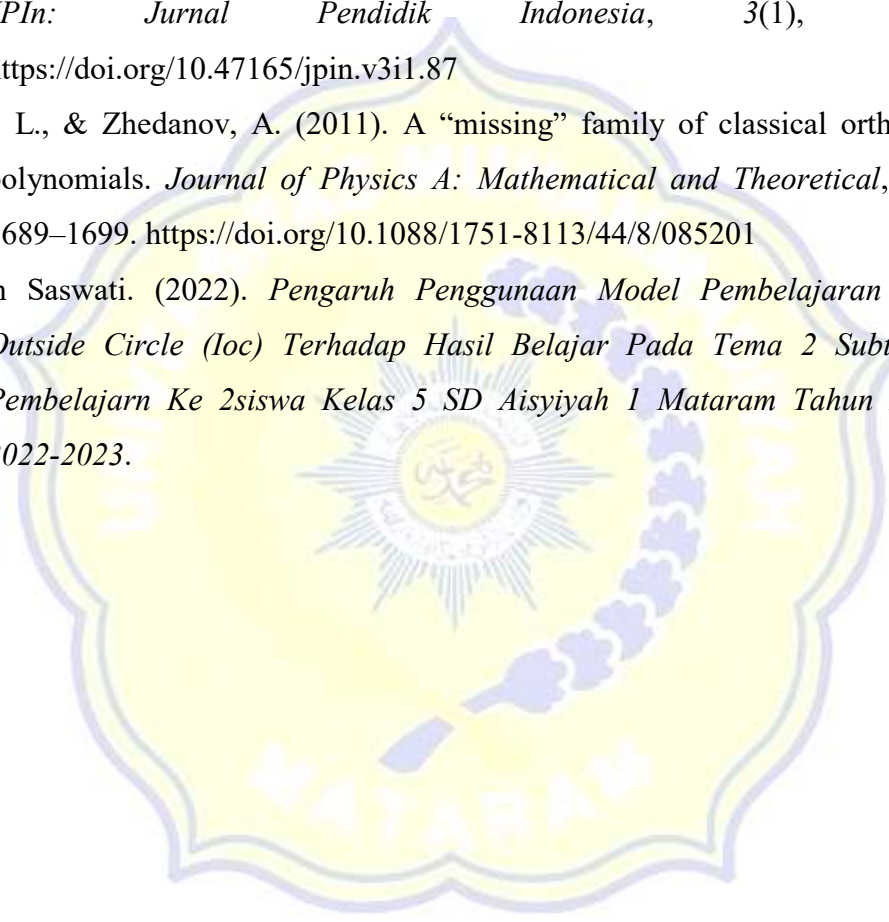 JPIn: Jurnal Pendidik Indonesia, 3(1),
ttps://doi.org/10.47165/jpin.v3i1.87
L., & Zhedanov, A. (2011). A “missing” family of classical orth
polynomials. Journal of Physics A: Mathematical and Theoretical,
689–1699. https://doi.org/10.1088/1751-8113/44/8/085201
n Saswati. (2022). Pengaruh Penggunaan Model Pembelajaran
Outside Circle (Ioc) Terhadap Hasil Belajar Pada Tema 2 Subt
Pembelajarn Ke 2siswa Kelas 5 SD Aisyiyah 1 Mataram Tahun
2022-2023.
MATARAM